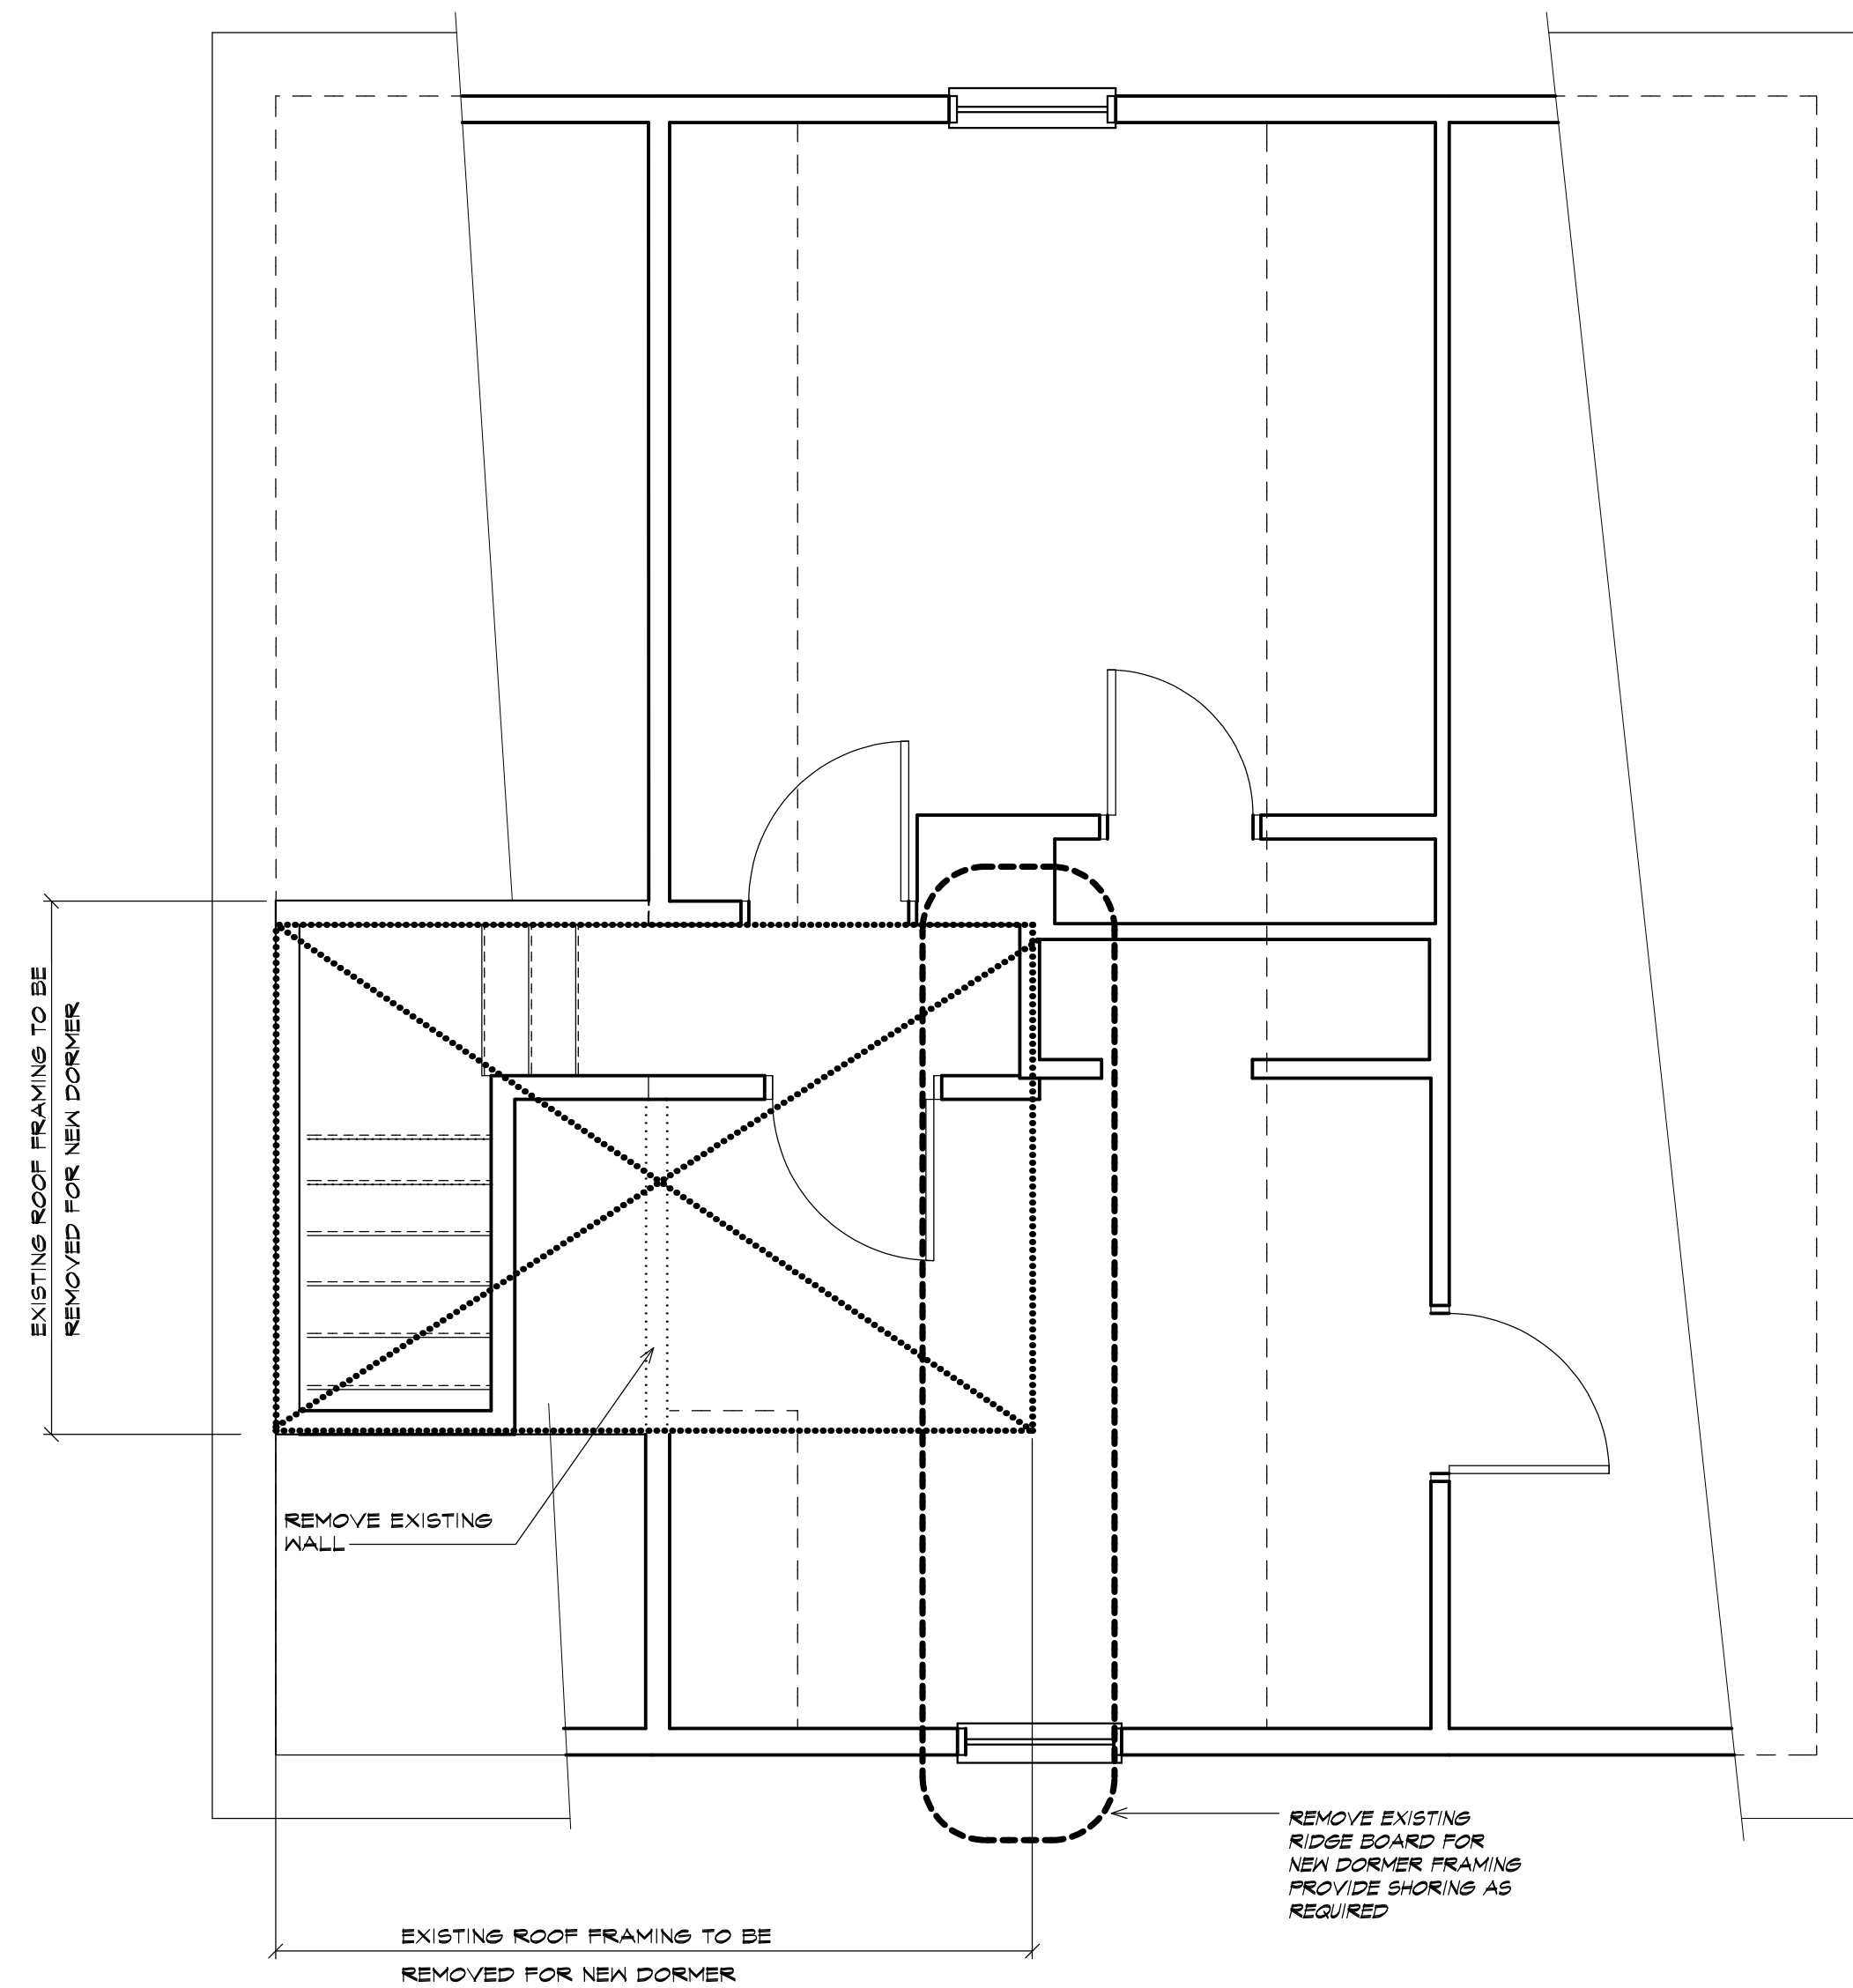 EXISTING ROOF FRAMING TO BE
REMOVED FOR NEW DORMER
REMOVE EXISTING
WALL
REMOVE EXISTING
RIDGE BOARD FOR
NEW DORMER FRAMING
PROVIDE SHORING AS
REQUIRED
EXISTING ROOF FRAMING TO BE
REMOVED FOR NEW DORMER